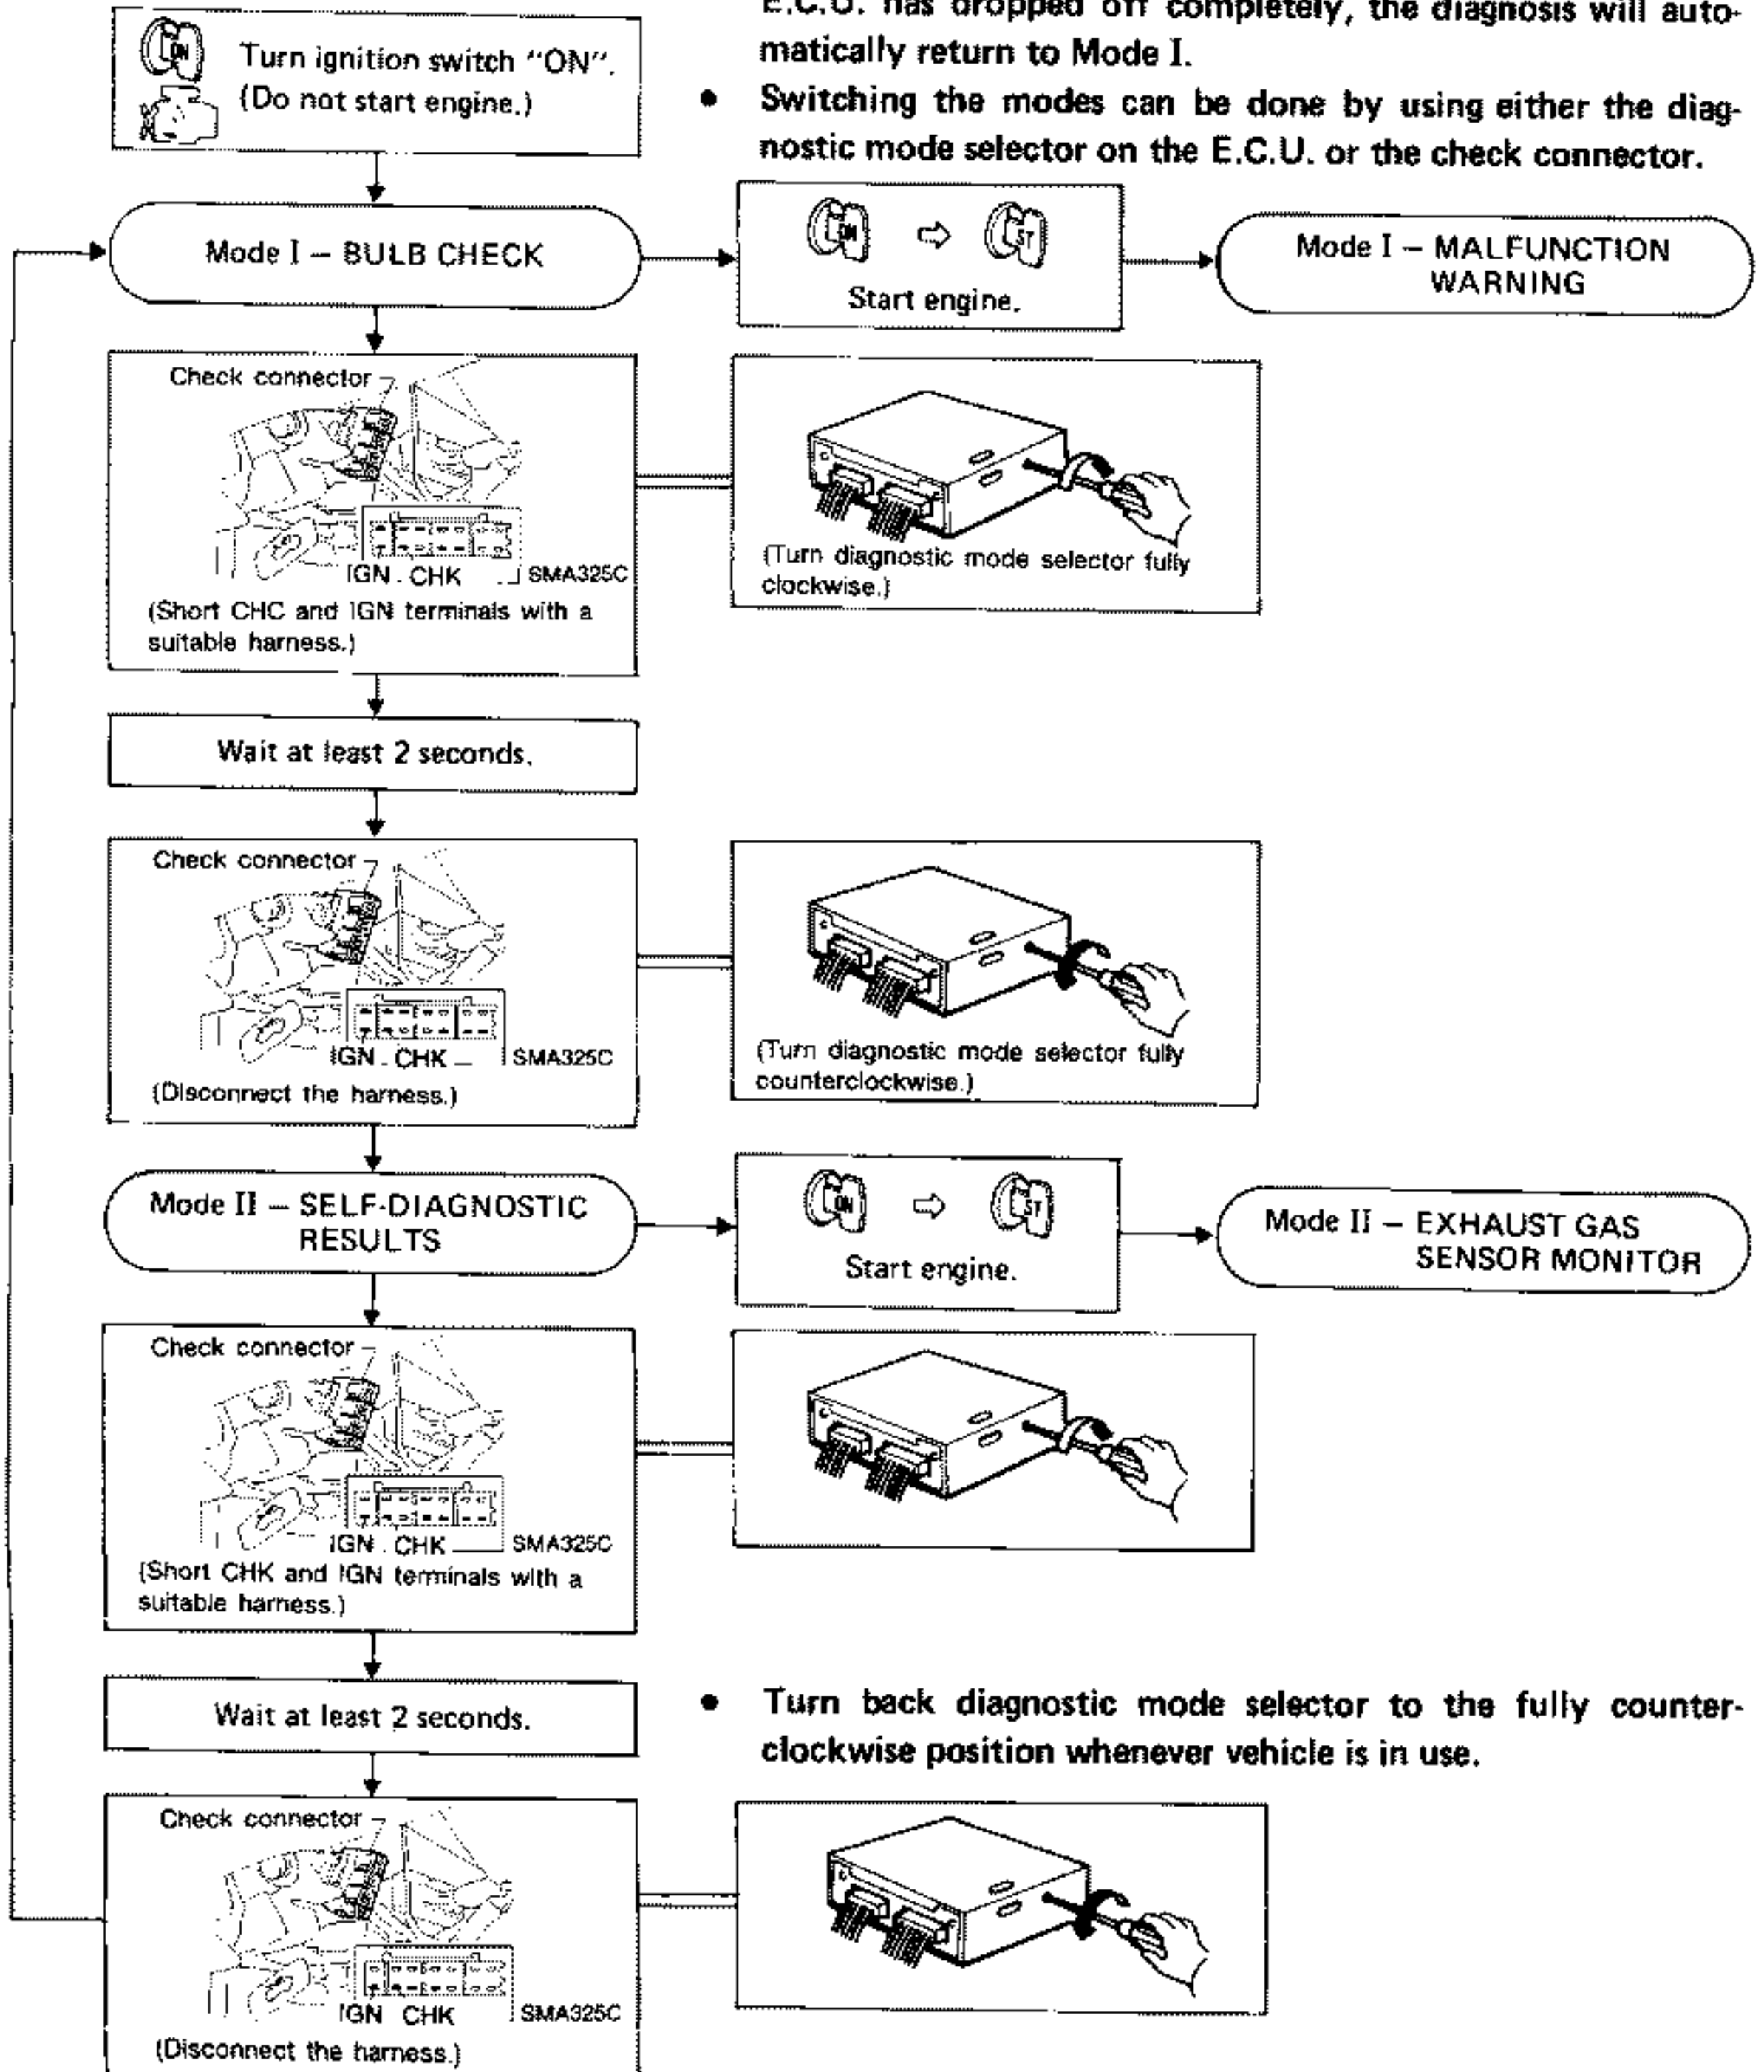 E.C.U. has dropped off completely, the diagnosis will auto-
matically return to Mode I.
• Switching the modes can be done by using either the diag-
nostic mode selector on the E.C.U. or the check connector.
ON
Turn ignition switch “ON”.
(Do not start engine.)
Mode I – BULB CHECK
ON ⇨ ST
Start engine.
Mode I – MALFUNCTION
WARNING
Check connector
IGN CHK
SMA325C
(Short CHC and IGN terminals with a
suitable harness.)
(Turn diagnostic mode selector fully
clockwise.)
Wait at least 2 seconds.
Check connector
IGN CHK
SMA325C
(Disconnect the harness.)
(Turn diagnostic mode selector fully
counterclockwise.)
Mode II – SELF-DIAGNOSTIC
RESULTS
ON ⇨ ST
Start engine.
Mode II – EXHAUST GAS
SENSOR MONITOR
Check connector
IGN CHK
SMA325C
(Short CHK and IGN terminals with a
suitable harness.)
Wait at least 2 seconds.
• Turn back diagnostic mode selector to the fully counter-
clockwise position whenever vehicle is in use.
Check connector
IGN CHK
SMA325C
(Disconnect the harness.)